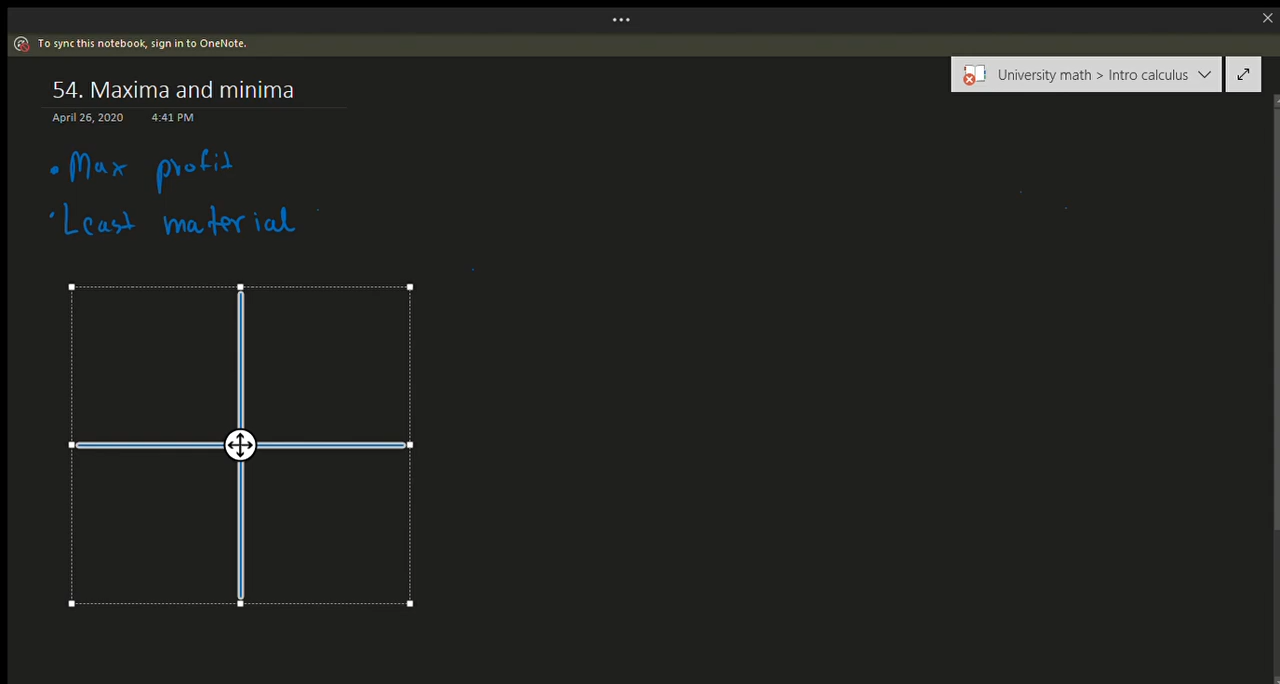 To sync this notebook, sign in to OneNote.
University math > Intro calculus
54. Maxima and minima
April 26, 2020 4:41 PM
• Max profit
• Least material